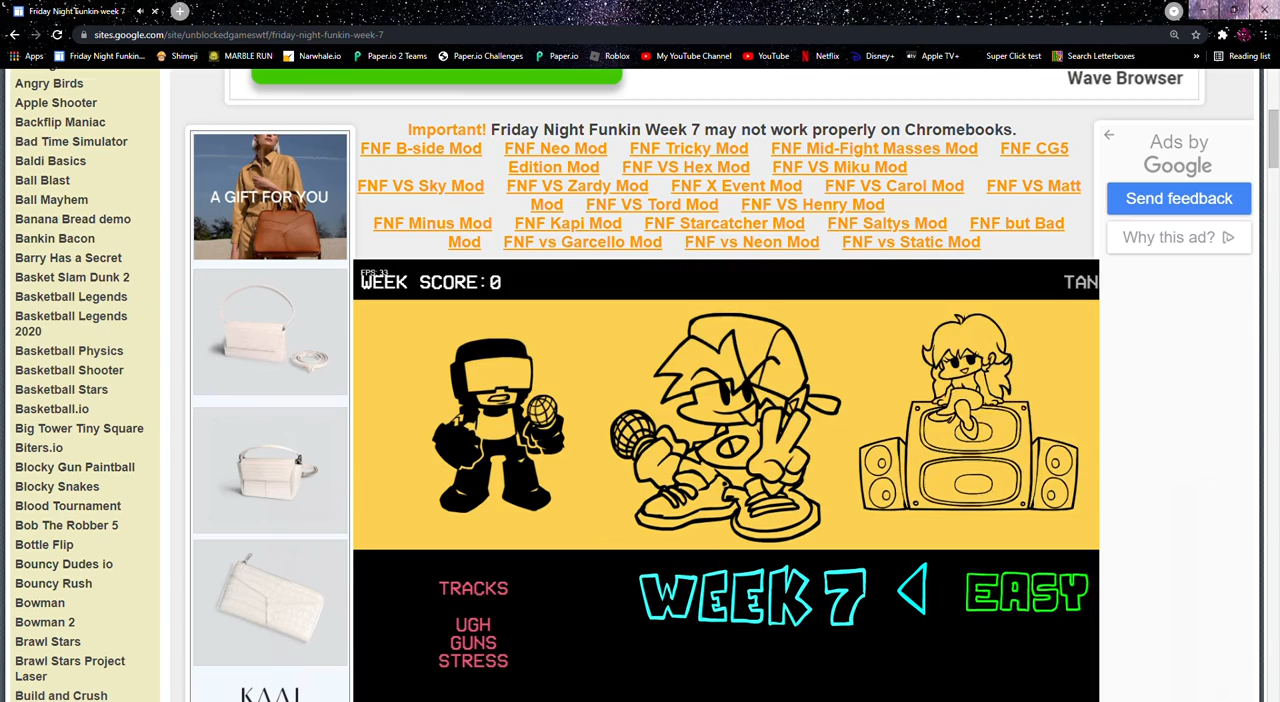 Friday Night Funkin week 7
sites.google.com/site/unblockedgameswtf/friday-night-funkin-week-7
Apps Friday Night Funkin... Shimeji MARBLE RUN Narwhale.io Paper.io 2 Teams Paper.io Challenges Paper.io Roblox My YouTube Channel YouTube Netflix Disney+ Apple TV+ Super Click test Search Letterboxes » Reading list
Angry Birds
Apple Shooter
Backflip Maniac
Bad Time Simulator
Baldi Basics
Ball Blast
Ball Mayhem
Banana Bread demo
Bankin Bacon
Barry Has a Secret
Basket Slam Dunk 2
Basketball Legends
Basketball Legends
2020
Basketball Physics
Basketball Shooter
Basketball Stars
Basketball.io
Big Tower Tiny Square
Biters.io
Blocky Gun Paintball
Blocky Snakes
Blood Tournament
Bob The Robber 5
Bottle Flip
Bouncy Dudes io
Bouncy Rush
Bowman
Bowman 2
Brawl Stars
Brawl Stars Project
Laser
Build and Crush
A GIFT FOR YOU
Wave Browser
Important! Friday Night Funkin Week 7 may not work properly on Chromebooks.
FNF B-side Mod FNF Neo Mod FNF Tricky Mod FNF Mid-Fight Masses Mod FNF CG5
Edition Mod FNF VS Hex Mod FNF VS Miku Mod
FNF VS Sky Mod FNF VS Zardy Mod FNF X Event Mod FNF VS Carol Mod FNF VS Matt
Mod FNF VS Tord Mod FNF VS Henry Mod
FNF Minus Mod FNF Kapi Mod FNF Starcatcher Mod FNF Saltys Mod FNF but Bad
Mod FNF vs Garcello Mod FNF vs Neon Mod FNF vs Static Mod
FPS: 33
WEEK SCORE:0
TAN
TRACKS
UGH
GUNS
STRESS
WEEK 7
EASY
Ads by
Google
Send feedback
Why this ad?